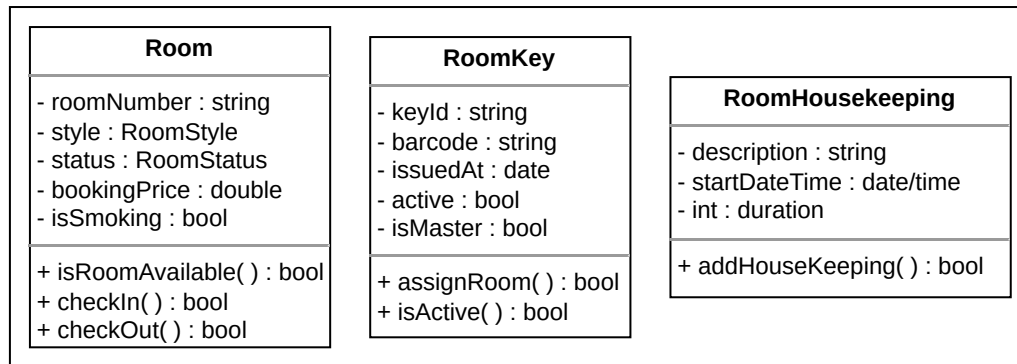 Room
- roomNumber : string
- style : RoomStyle
- status : RoomStatus
- bookingPrice : double
- isSmoking : bool
+ isRoomAvailable( ) : bool
+ checkIn( ) : bool
+ checkOut( ) : bool
RoomKey
- keyId : string
- barcode : string
- issuedAt : date
- active : bool
- isMaster : bool
+ assignRoom( ) : bool
+ isActive( ) : bool
RoomHousekeeping
- description : string
- startDateTime : date/time
- int : duration
+ addHouseKeeping( ) : bool